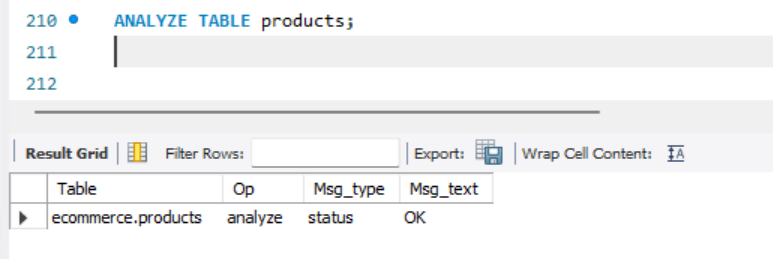 210 ANALYZE TABLE products;
211
212
Result Grid Filter Rows: Export: Wrap Cell Content: IA
Table Op Msg_type Msg_text
ecommerce.products analyze status OK